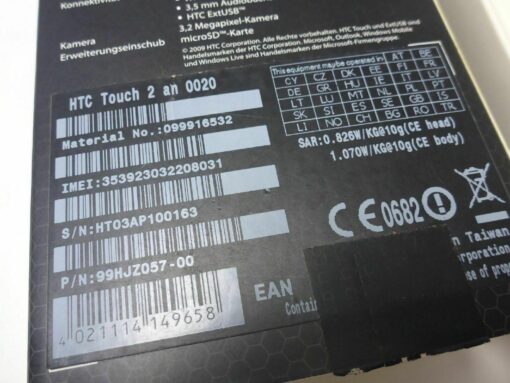 3,5 mm
HTC ExtUSB™
Kamera
3,2 Megapixel-Kamera
Erweiterungseinschub
microSD™-Karte
© 2009 HTC Corporation. Alle Rechte vorbehalten. HTC Touch und ExtUSB sind
Handelsmarken der HTC Corporation. Microsoft, Outlook, Windows Mobile
und Windows Live sind Handelsmarken der Microsoft-Firmengruppe.
HTC Touch 2 an 0020
Material No.:099916532
IMEI:353923032208031
S/N:HT03AP100163
P/N:99HJZ057-00
4 021114 149658
EAN
This equipment may be operated in AT BE
CY CZ DK EE FI FR
DE GR HU IE IT LV
LT LU MT NL PL PT
SK SI ES SE GB IS
LI NO CH BG RO TR
SAR:0.826W/KG@10g(CE head)
1.070W/KG@10g(CE body)
CE0682
Taiwan